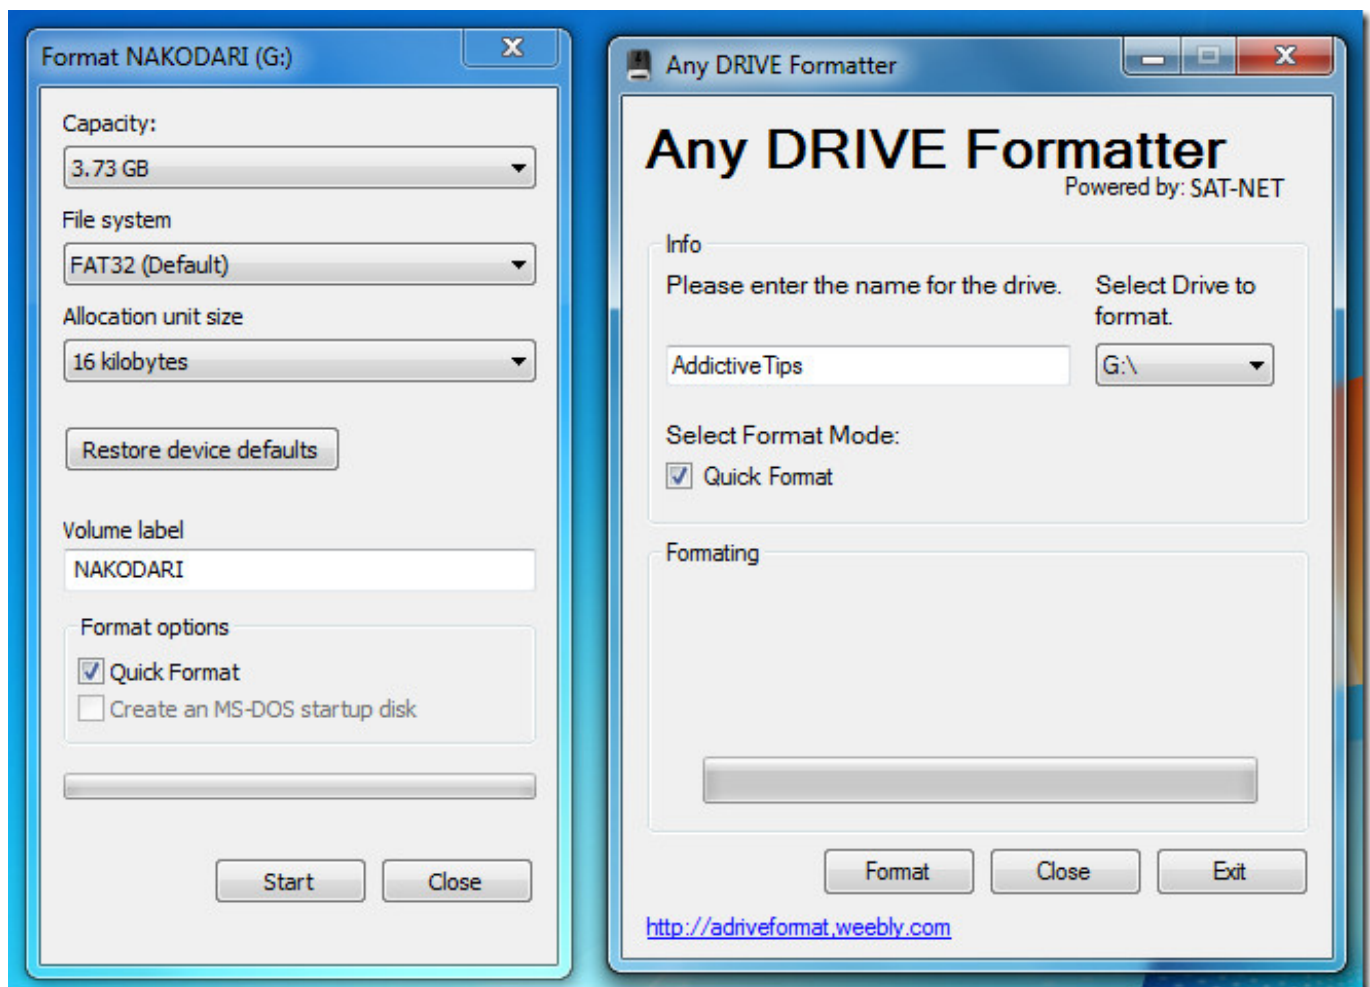 Format NAKODARI (G:)
Capacity:
3.73 GB
File system
FAT32 (Default)
Allocation unit size
16 kilobytes
Restore device defaults
Volume label
NAKODARI
Format options
Quick Format
Create an MS-DOS startup disk
Start
Close
Any DRIVE Formatter
Any DRIVE Formatter
Powered by: SAT-NET
Info
Please enter the name for the drive.
Select Drive to
format.
AddictiveTips
G:\
Select Format Mode:
Quick Format
Formating
Format
Close
Exit
http://adriveformat,weebly.com